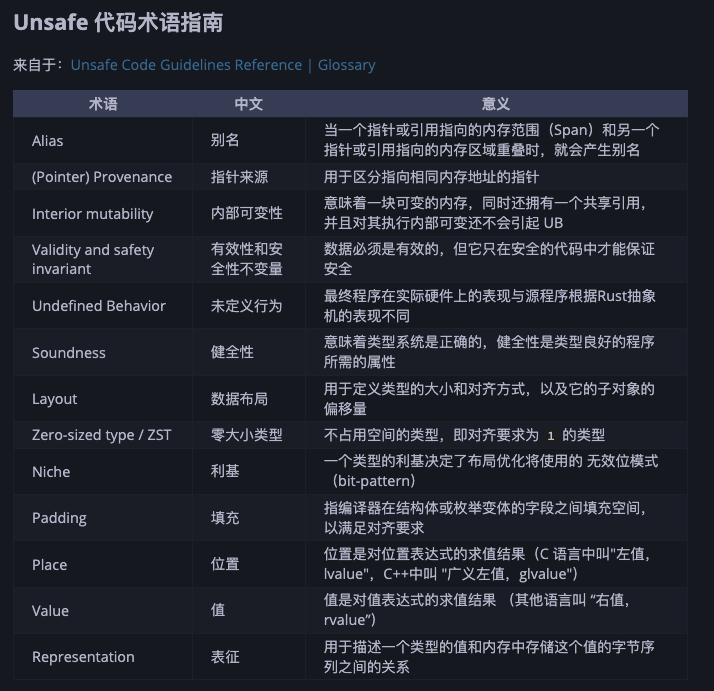 Unsafe 代码术语指南
来自于：Unsafe Code Guidelines Reference | Glossary
术语 中文 意义
Alias 别名 当一个指针或引用指向的内存范围（Span）和另一个
指针或引用指向的内存区域重叠时，就会产生别名
(Pointer) Provenance 指针来源 用于区分指向相同内存地址的指针
Interior mutability 内部可变性 意味着一块可变的内存，同时还拥有一个共享引用，
并且对其执行内部可变还不会引起 UB
Validity and safety 有效性和安 数据必须是有效的，但它只在安全的代码中才能保证
invariant 全性不变量 安全
Undefined Behavior 未定义行为 最终程序在实际硬件上的表现与源程序根据Rust抽象
机的表现不同
Soundness 健全性 意味着类型系统是正确的，健全性是类型良好的程序
所需的属性
Layout 数据布局 用于定义类型的大小和对齐方式，以及它的子对象的
偏移量
Zero-sized type / ZST 零大小类型 不占用空间的类型，即对齐要求为 1 的类型
Niche 利基 一个类型的利基决定了布局优化将使用的 无效位模式
（bit-pattern）
Padding 填充 指编译器在结构体或枚举变体的字段之间填充空间，
以满足对齐要求
Place 位置 位置是对位置表达式的求值结果（C 语言中叫"左值，
lvalue"，C++中叫 "广义左值，glvalue"）
Value 值 值是对值表达式的求值结果 （其他语言叫 “右值，
rvalue”）
Representation 表征 用于描述一个类型的值和内存中存储这个值的字节序
列之间的关系